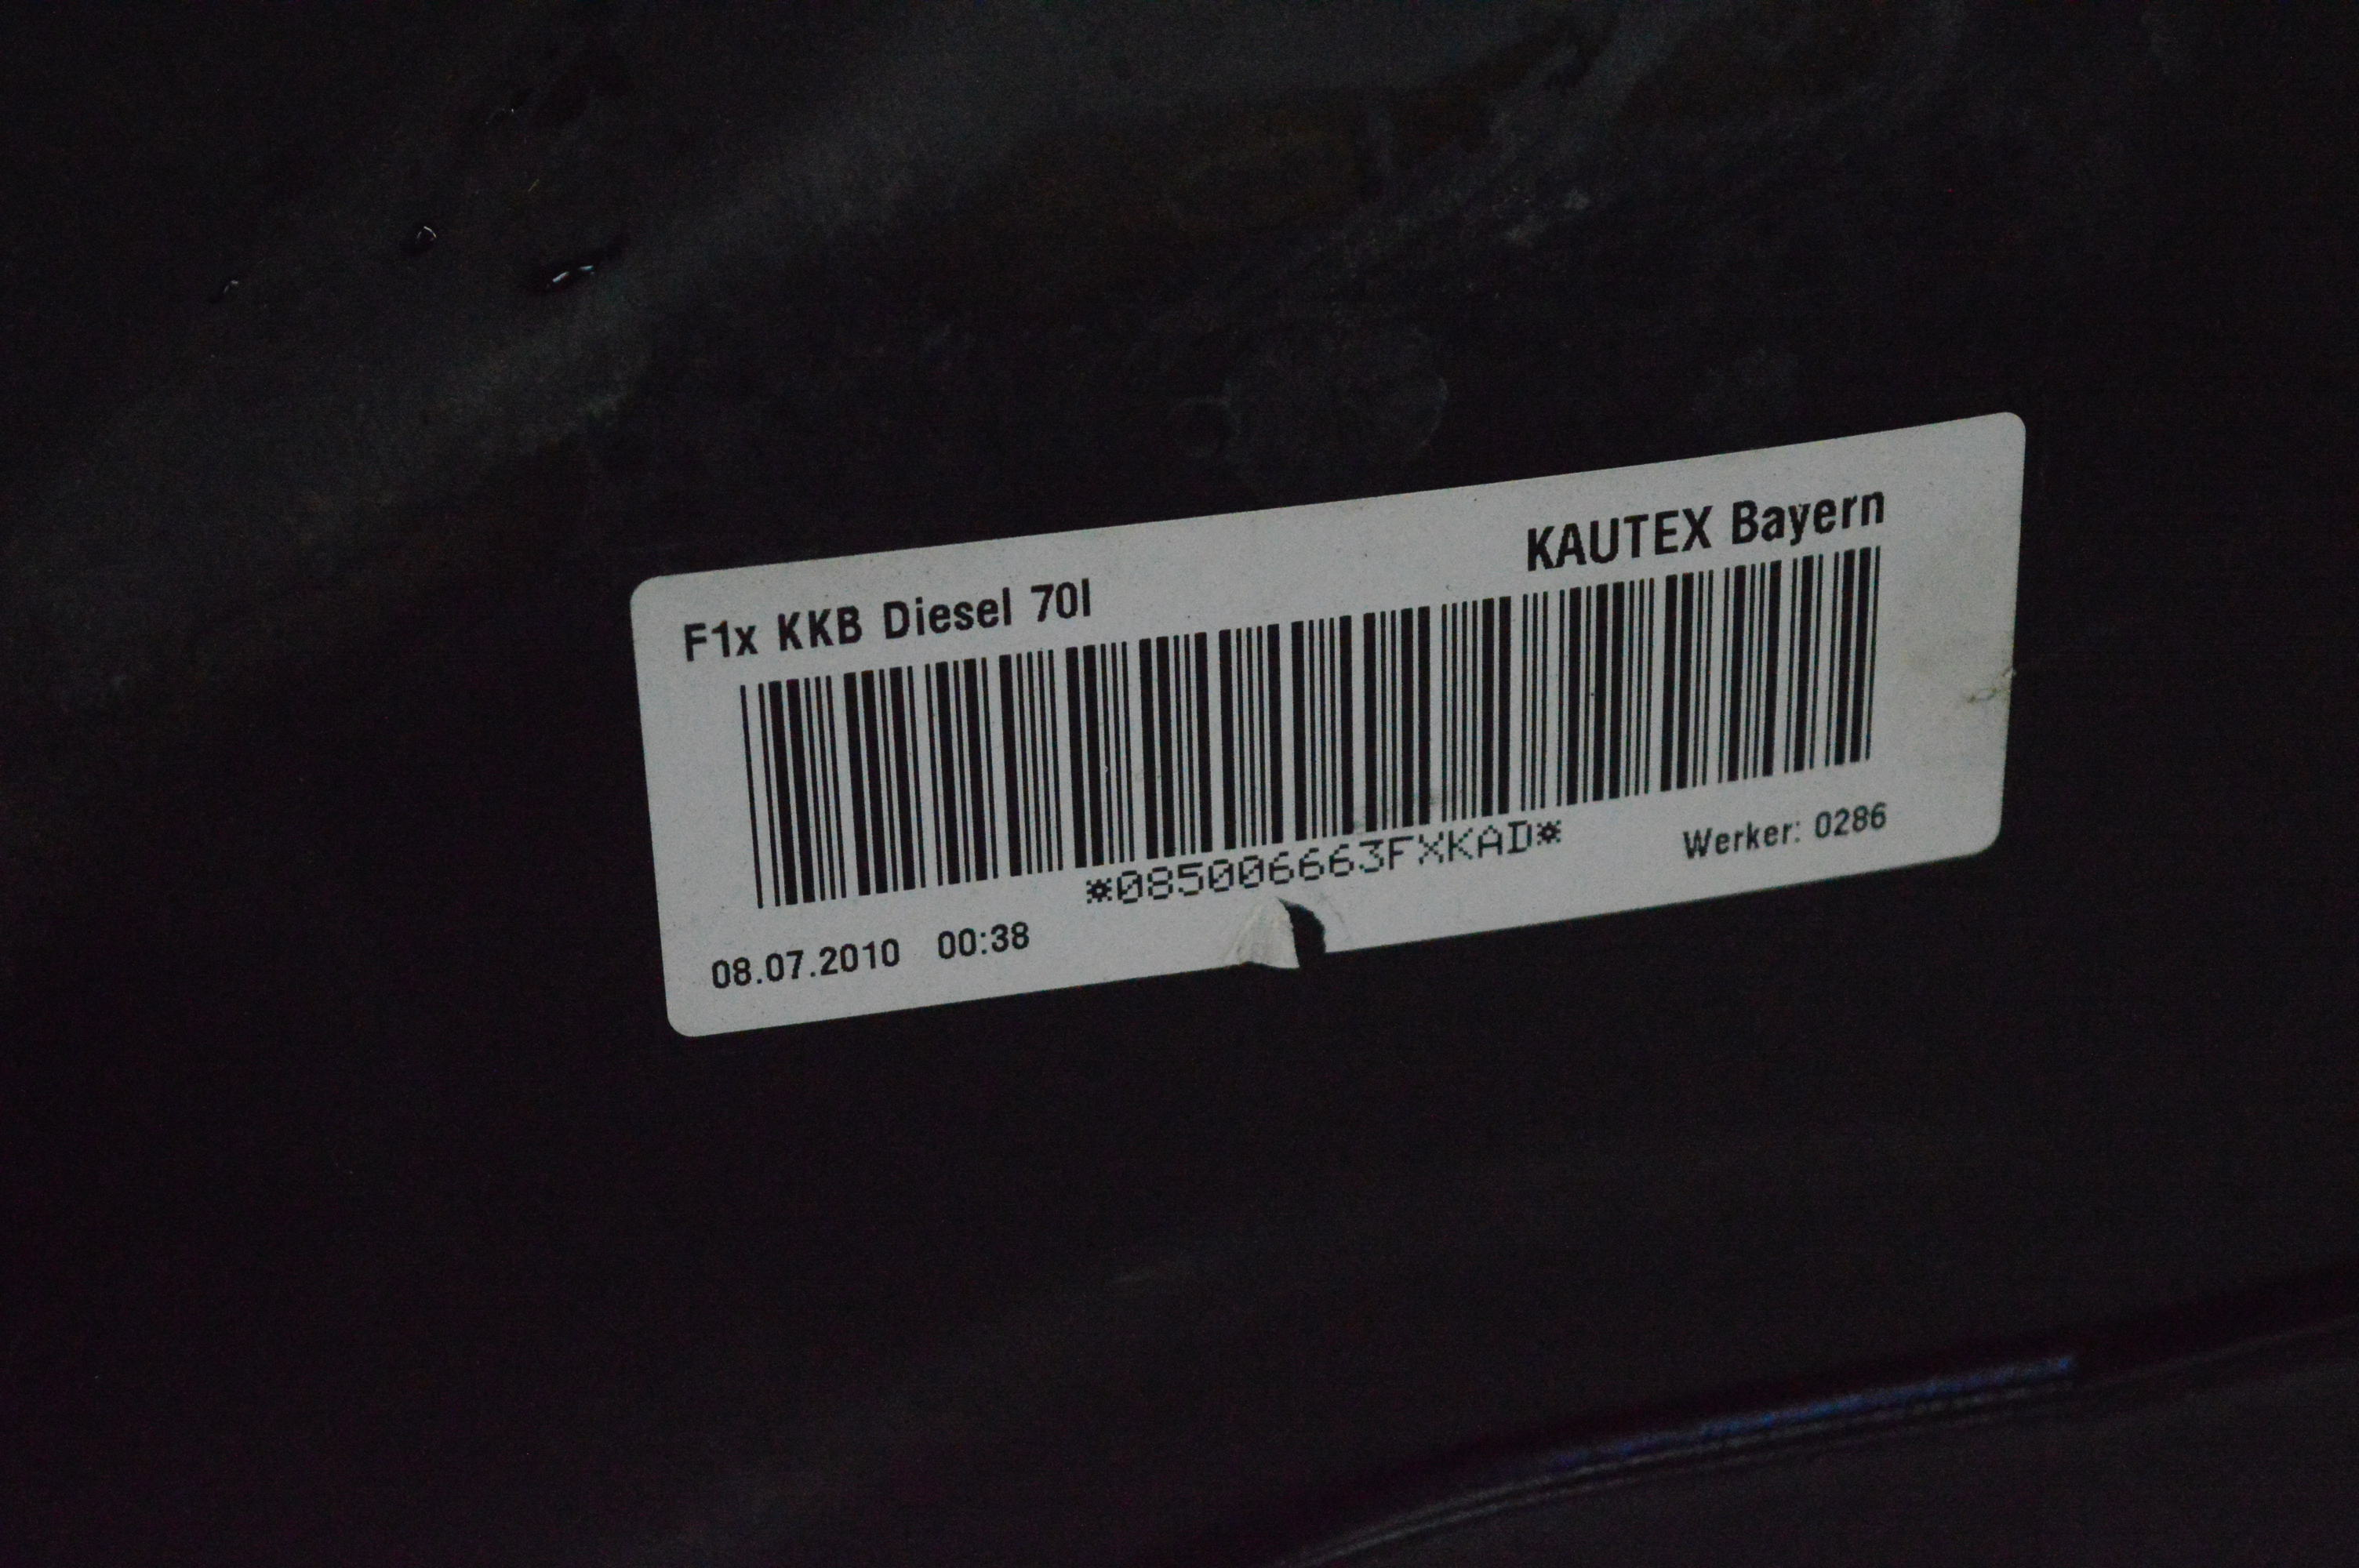 KAUTEX Bayern
F1x KKB Diesel 70l
*085006663FXKAD*
Werker: 0286
08.07.2010 00:38